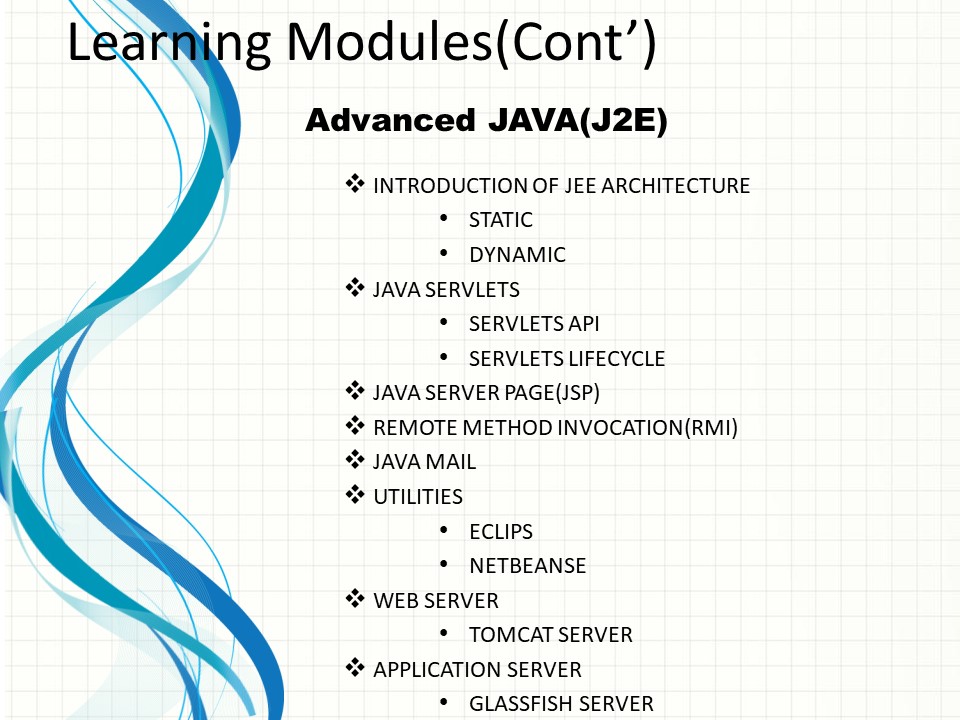 Learning Modules(Cont’)
Advanced JAVA(J2E)
❖ INTRODUCTION OF JEE ARCHITECTURE
• STATIC
• DYNAMIC
❖ JAVA SERVLETS
• SERVLETS API
• SERVLETS LIFECYCLE
❖ JAVA SERVER PAGE(JSP)
❖ REMOTE METHOD INVOCATION(RMI)
❖ JAVA MAIL
❖ UTILITIES
• ECLIPS
• NETBEANSE
❖ WEB SERVER
• TOMCAT SERVER
❖ APPLICATION SERVER
• GLASSFISH SERVER